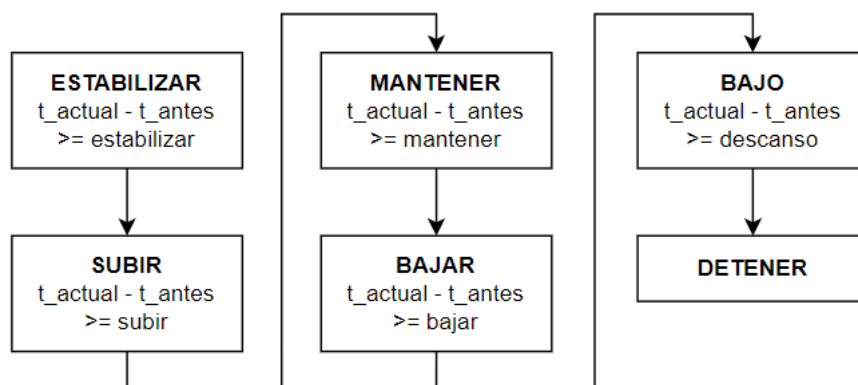 ESTABILIZAR
t_actual - t_antes
>= estabilizar
SUBIR
t_actual - t_antes
>= subir
MANTENER
t_actual - t_antes
>= mantener
BAJAR
t_actual - t_antes
>= bajar
BAJO
t_actual - t_antes
>= descanso
DETENER